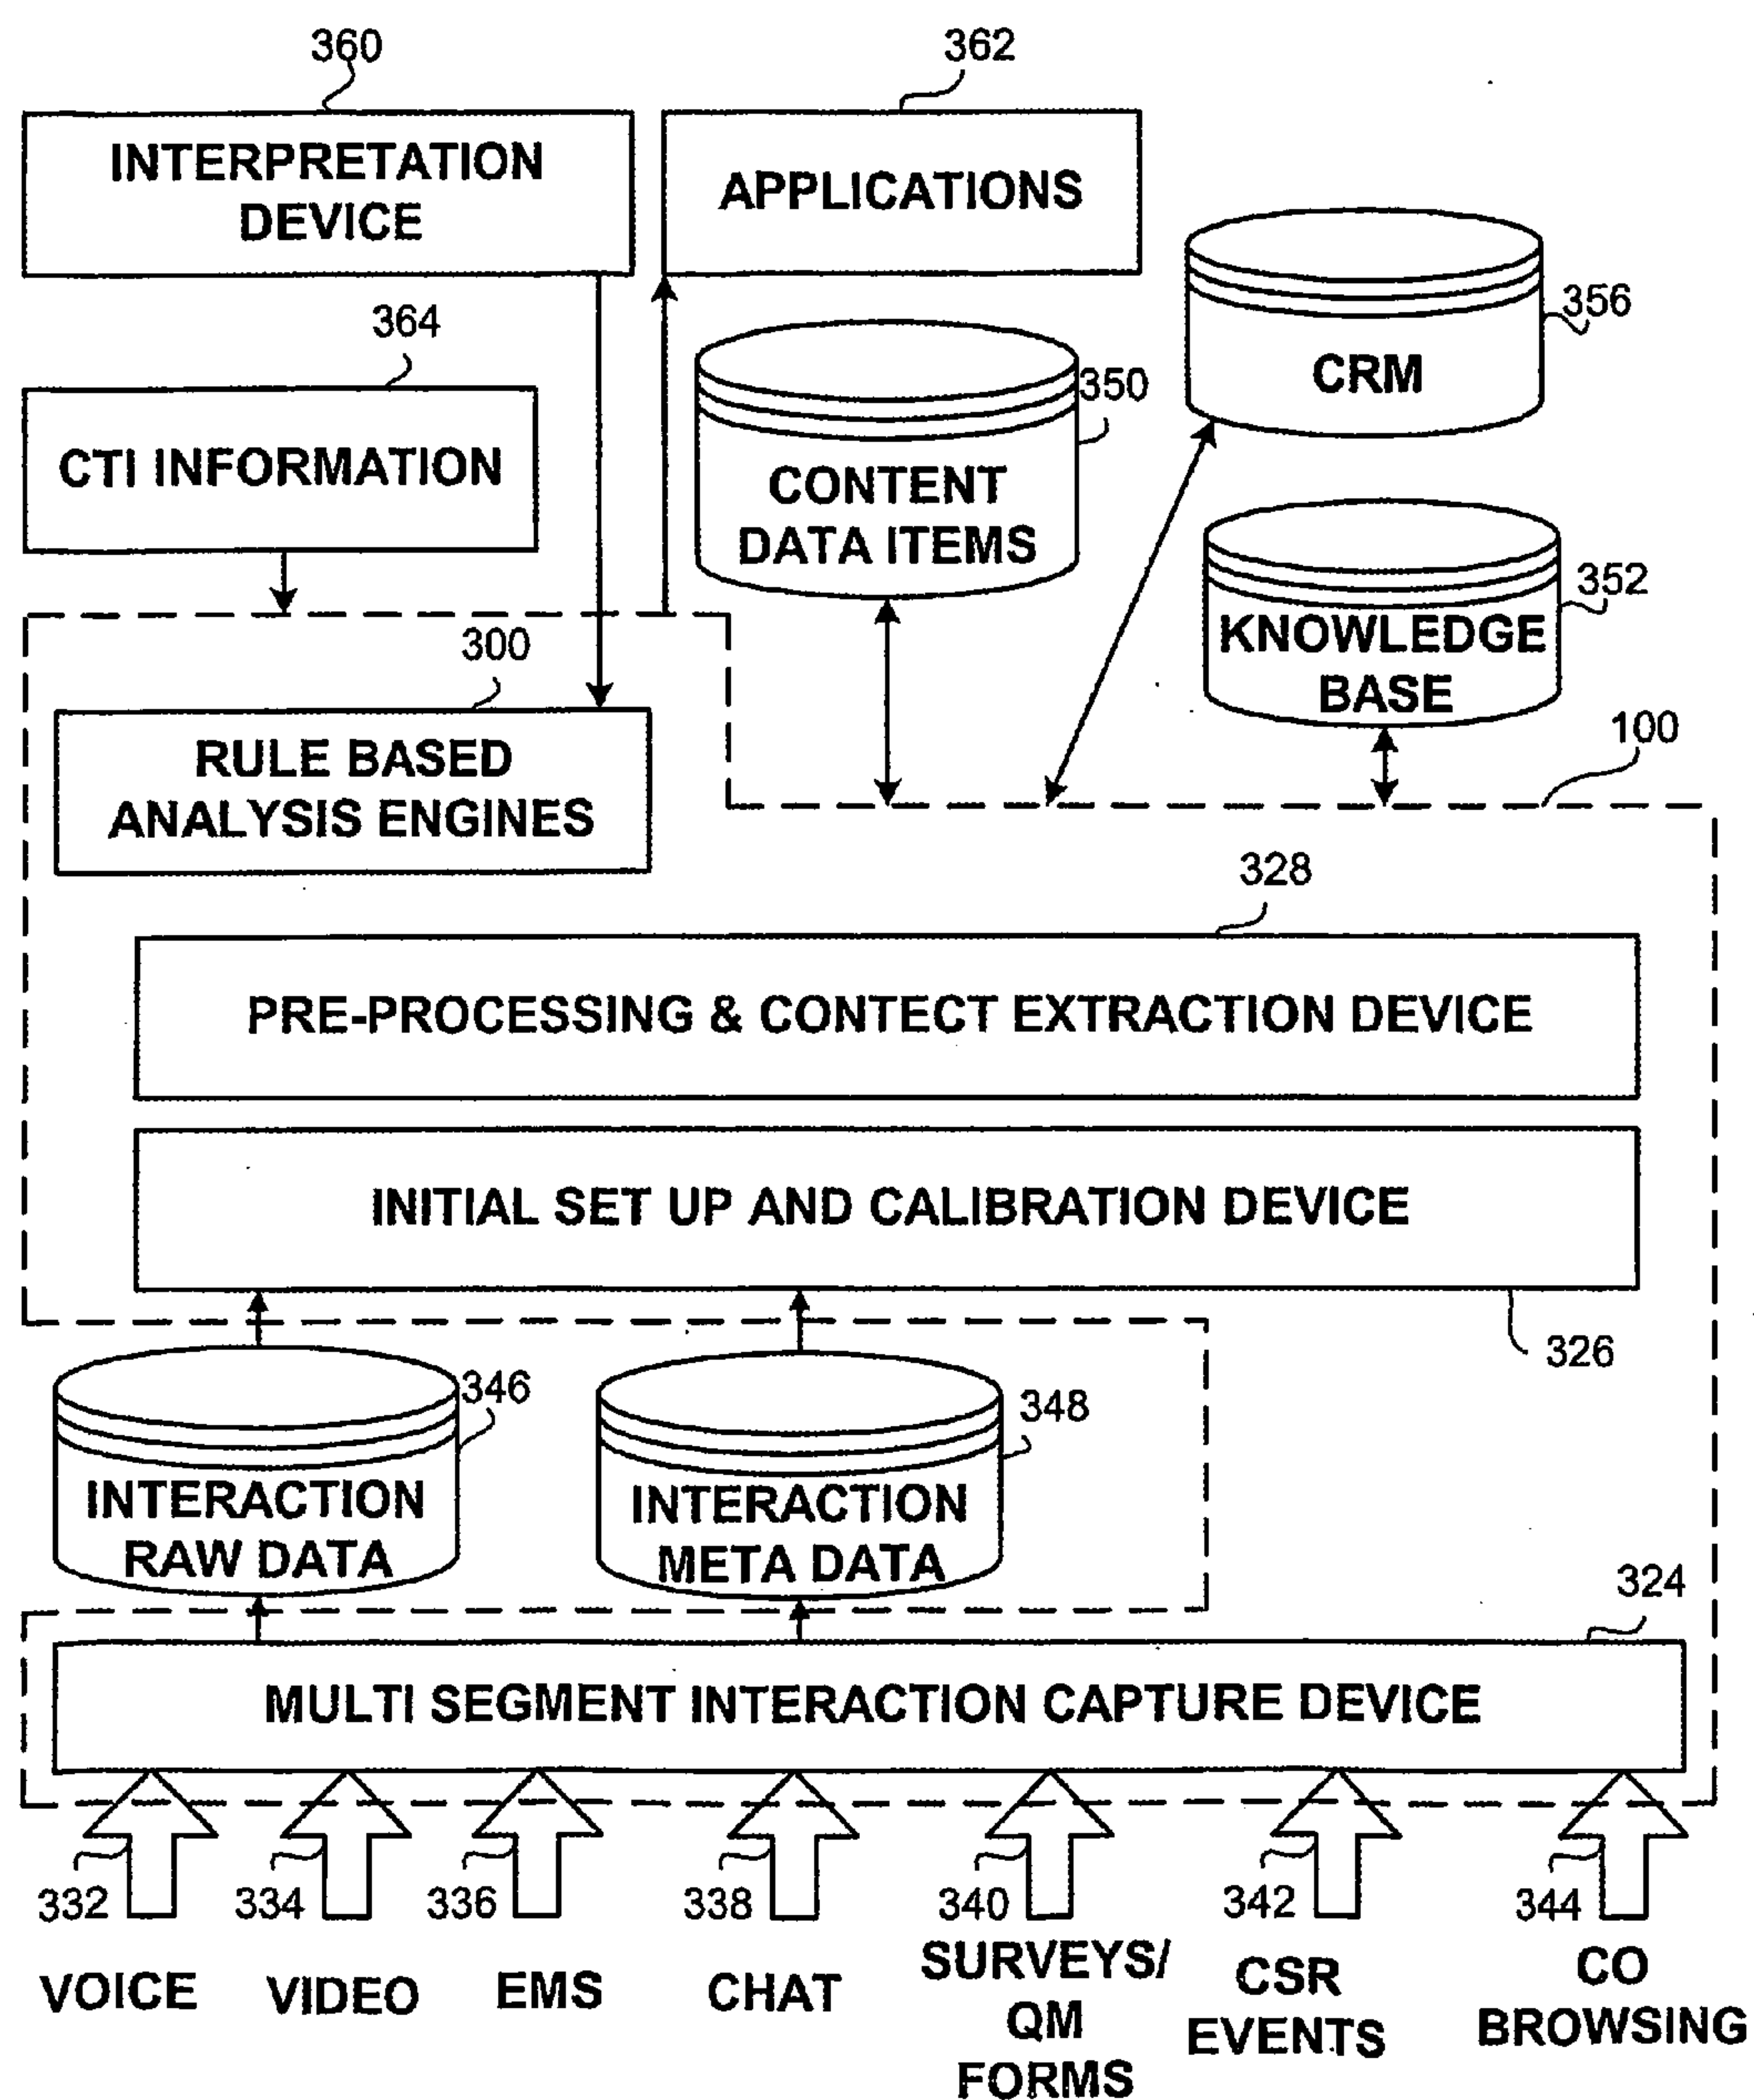 360
362
INTERPRETATION
DEVICE
APPLICATIONS
364
356
CRM
350
CTI INFORMATION
CONTENT
DATA ITEMS
352
KNOWLEDGE
BASE
300
100
RULE BASED
ANALYSIS ENGINES
328
PRE-PROCESSING & CONTECT EXTRACTION DEVICE
INITIAL SET UP AND CALIBRATION DEVICE
326
346
348
INTERACTION
RAW DATA
INTERACTION
META DATA
324
MULTI SEGMENT INTERACTION CAPTURE DEVICE
332
334
336
338
340
342
344
VOICE
VIDEO
EMS
CHAT
SURVEYS/
QM
FORMS
CSR
EVENTS
CO
BROWSING